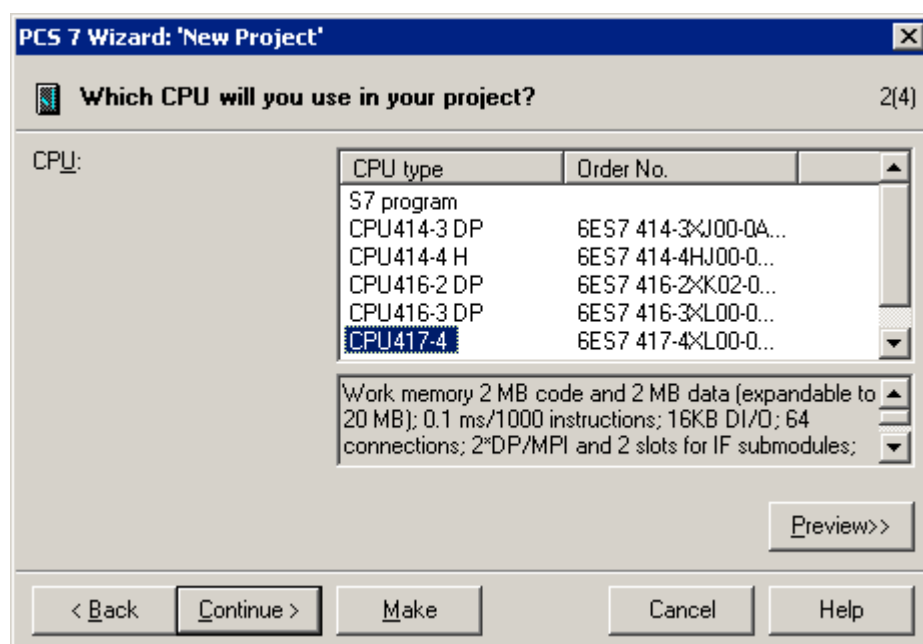 PCS 7 Wizard: 'New Project'
Which CPU will you use in your project?
2(4)
CPU:
CPU type Order No.
S7 program
CPU414-3 DP 6ES7 414-3XJ00-0A...
CPU414-4 H 6ES7 414-4HJ00-0...
CPU416-2 DP 6ES7 416-2XK02-0...
CPU416-3 DP 6ES7 416-3XL00-0...
CPU417-4 6ES7 417-4XL00-0...
Work memory 2 MB code and 2 MB data (expandable to
20 MB); 0.1 ms/1000 instructions; 16KB DI/O; 64
connections; 2*DP/MPI and 2 slots for IF submodules;
Preview>>
< Back Continue > Make Cancel Help